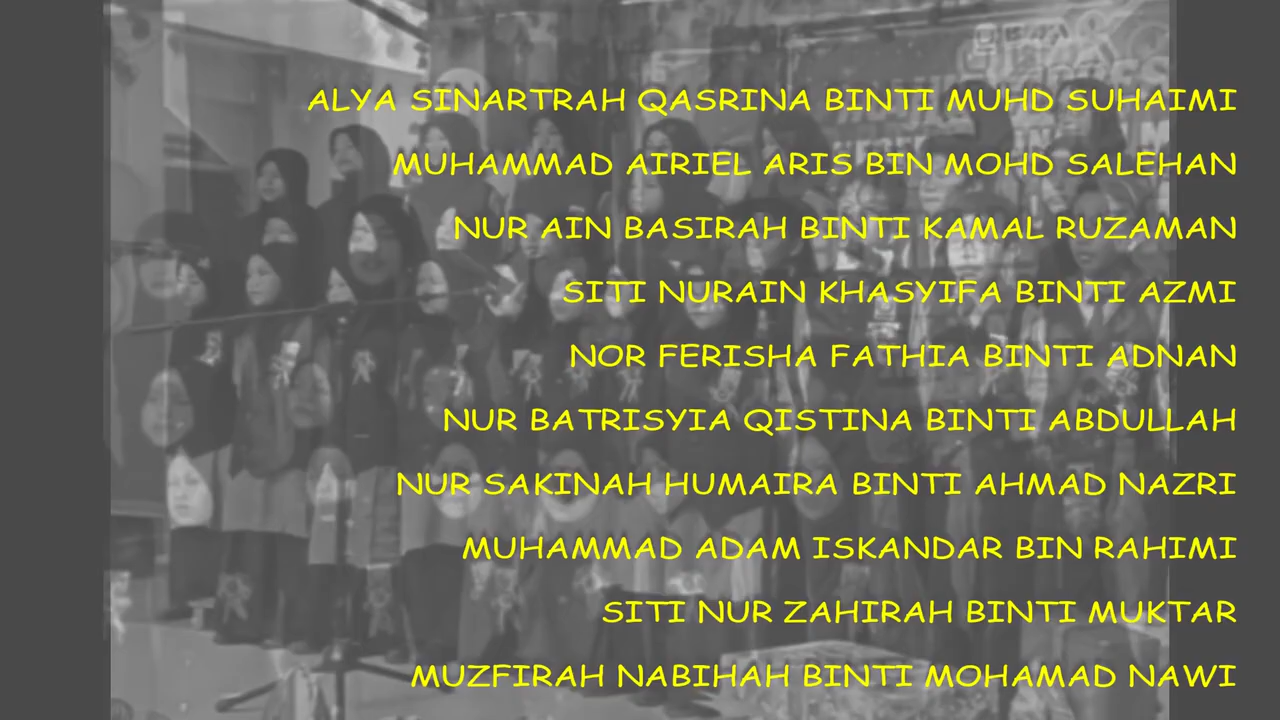 ALYA SINARTRAH QASRINA BINTI MUHD SUHAIMI
MUHAMMAD AIRIEL ARIS BIN MOHD SALEHAN
NUR AIN BASIRAH BINTI KAMAL RUZAMAN
SITI NURAIN KHASYIFA BINTI AZMI
NOR FERISHA FATHIA BINTI ADNAN
NUR BATRISYIA QISTINA BINTI ABDULLAH
NUR SAKINAH HUMAIRA BINTI AHMAD NAZRI
MUHAMMAD ADAM ISKANDAR BIN RAHIMI
SITI NUR ZAHIRAH BINTI MUKTAR
MUZFIRAH NABIHAH BINTI MOHAMAD NAWI